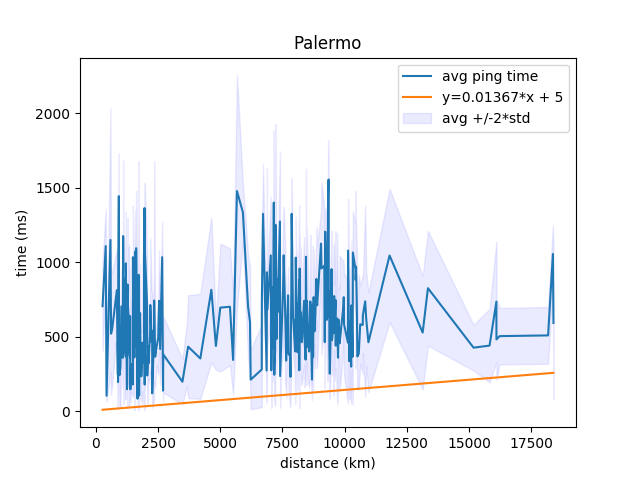 Palermo
avg ping time
y=0.01367*x + 5
avg +/-2*std
time (ms)
2000
1500
1000
500
0
0
2500
5000
7500
10000
12500
15000
17500
distance (km)